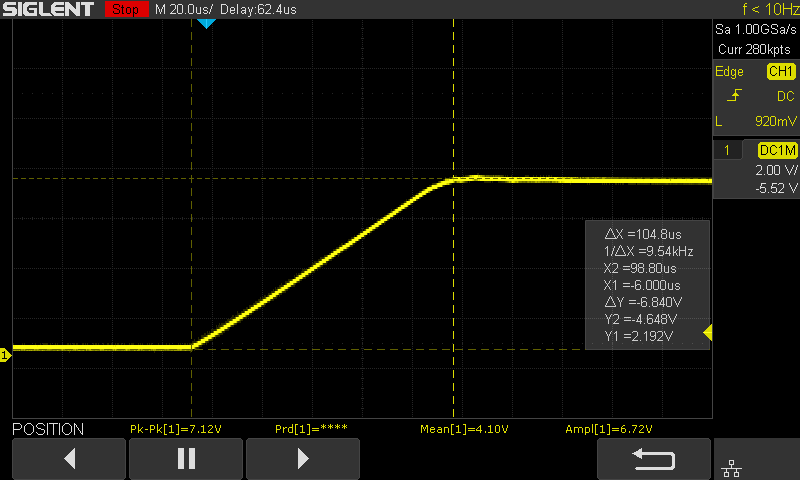 SIGLENT Stop M 20.0us/ Delay:62.4us f < 10Hz
Sa 1.00GSa/s
Curr 280kpts
Edge CH1
DC
L 920mV
1 DC1M
2.00 V/
-5.52 V
△X =104.8us
1/△X =9.54kHz
X2 =98.80us
X1 =-6.000us
△Y =-6.840V
Y2 =-4.648V
Y1 =2.192V
1
POSITION Pk-Pk[1]=7.12V Prd[1]=**** Mean[1]=4.10V Ampl[1]=6.72V